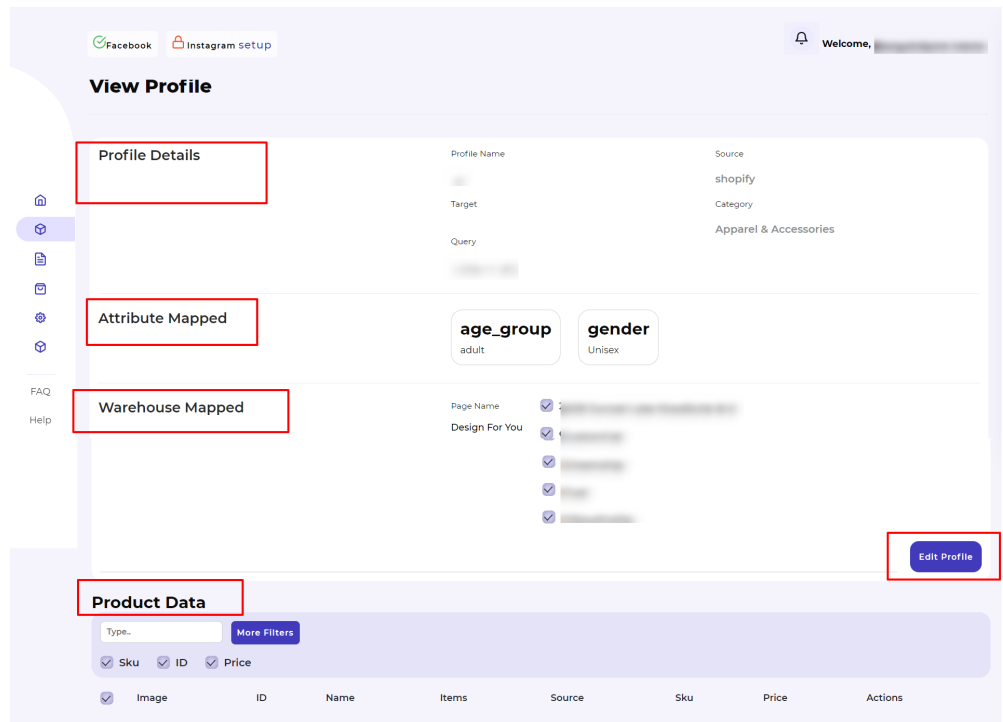 Facebook Instagram setup Welcome,
View Profile
Profile Details
Profile Name
Source
shopify
Target
Category
Apparel & Accessories
Query
Attribute Mapped
age_group
adult
gender
Unisex
Warehouse Mapped
Page Name
Design For You
Edit Profile
FAQ
Help
Product Data
Type..
More Filters
Sku ID Price
Image ID Name Items Source Sku Price Actions